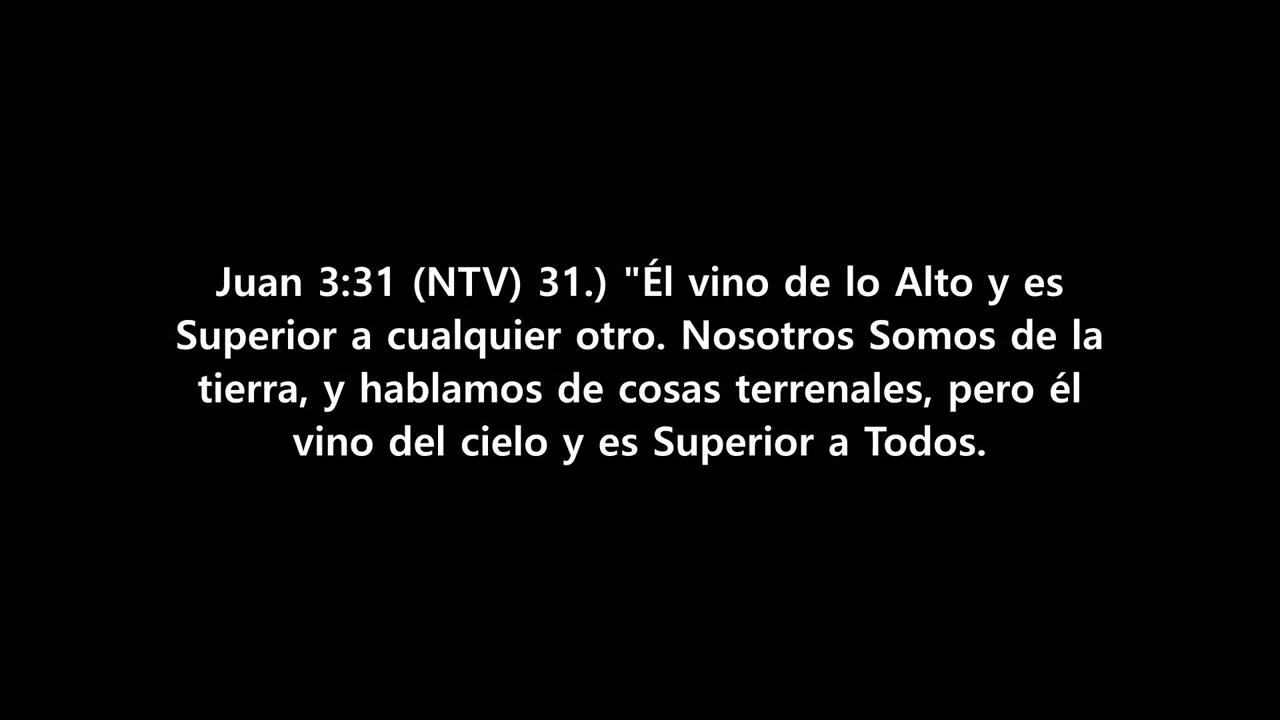 Juan 3:31 (NTV) 31.) "Él vino de lo Alto y es
Superior a cualquier otro. Nosotros Somos de la
tierra, y hablamos de cosas terrenales, pero él
vino del cielo y es Superior a Todos.